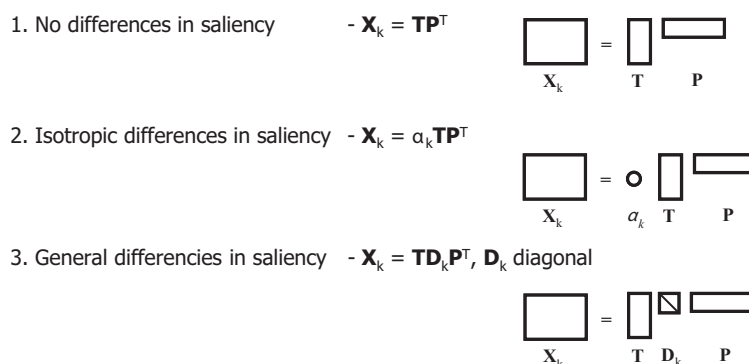 1. No differences in saliency - Xₖ = TPᵀ
=
Xₖ T P
2. Isotropic differences in saliency - Xₖ = αₖTPᵀ
=
Xₖ αₖ T P
3. General differencies in saliency - Xₖ = TDₖPᵀ, Dₖ diagonal
=
Xₖ T Dₖ P